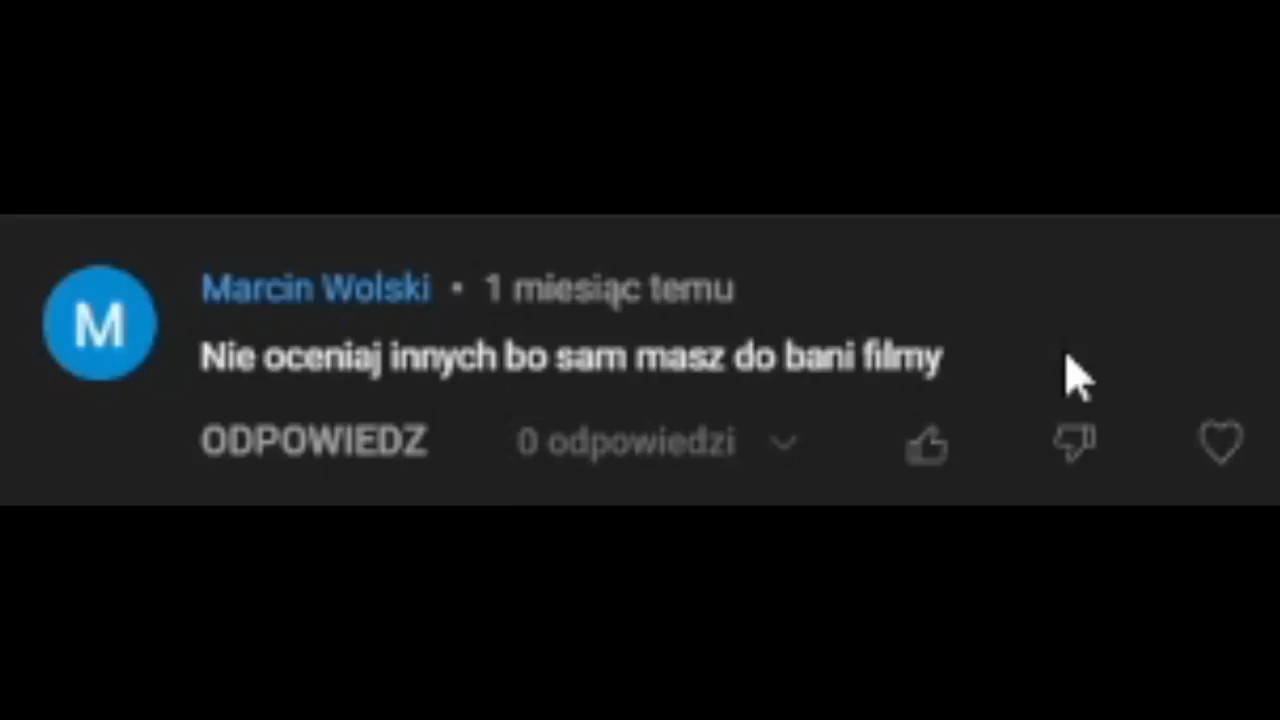 M
Marcin Wolski • 1 miesiąc temu
Nie oceniaj innych bo sam masz do bani filmy
ODPOWIEDZ 0 odpowiedzi